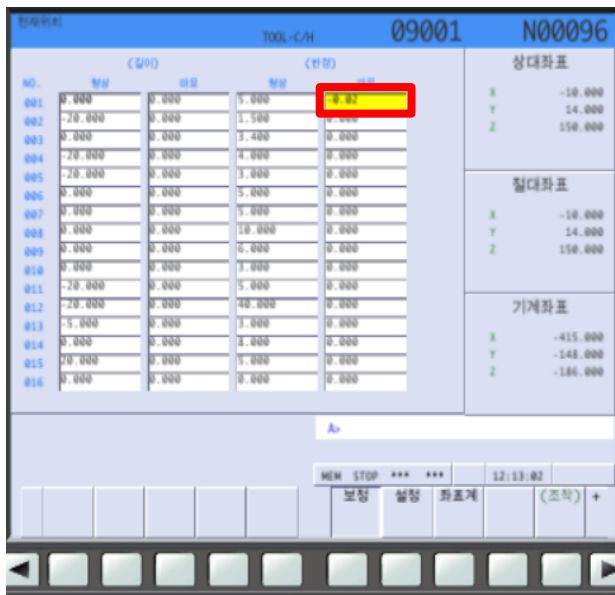 현재위치
TOOL-C/H 09001 N00096
(길이) (반경)
NO. 형상 마모 형상 마모
001 0.000 0.000 5.000 -0.02
002 -20.000 0.000 1.500 0.000
003 0.000 0.000 3.400 0.000
004 -20.000 0.000 4.000 0.000
005 -20.000 0.000 3.000 0.000
006 0.000 0.000 5.000 0.000
007 0.000 0.000 5.000 0.000
008 0.000 0.000 10.000 0.000
009 0.000 0.000 6.000 0.000
010 0.000 0.000 3.000 0.000
011 -20.000 0.000 5.000 0.000
012 -20.000 0.000 40.000 0.000
013 -5.000 0.000 3.000 0.000
014 0.000 0.000 8.000 0.000
015 20.000 0.000 5.000 0.000
016 0.000 0.000 0.000 0.000
상대좌표
X -10.000
Y 14.000
Z 150.000
절대좌표
X -10.000
Y 14.000
Z 150.000
기계좌표
X -415.000
Y -148.000
Z -186.000
A>
MEM STOP *** *** 12:13:02
보정 설정 좌표계 (조작) +